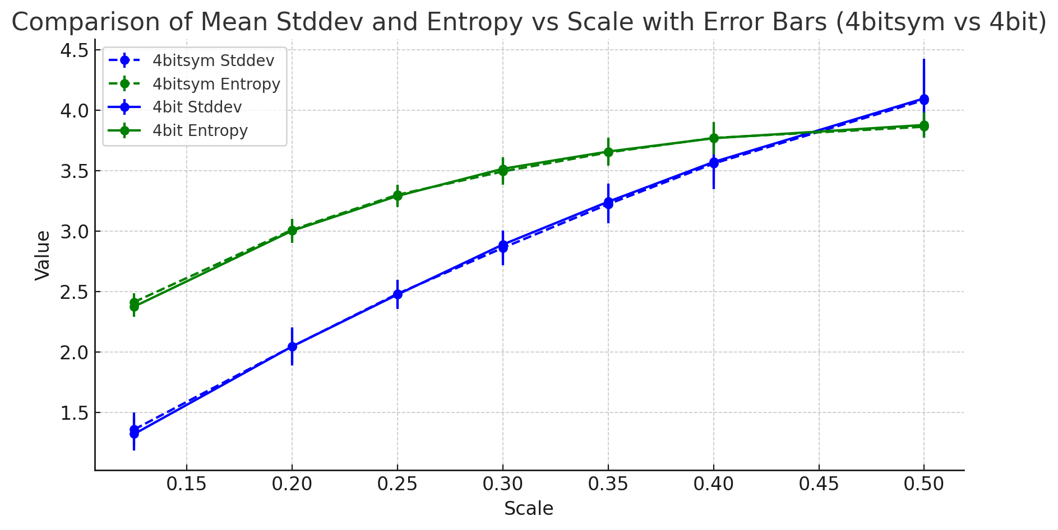 Comparison of Mean Stddev and Entropy vs Scale with Error Bars (4bitsym vs 4bit)
4bitsym Stddev
4bitsym Entropy
4bit Stddev
4bit Entropy
4.5
4.0
3.5
3.0
2.5
2.0
1.5
Value
0.15 0.20 0.25 0.30 0.35 0.40 0.45 0.50
Scale